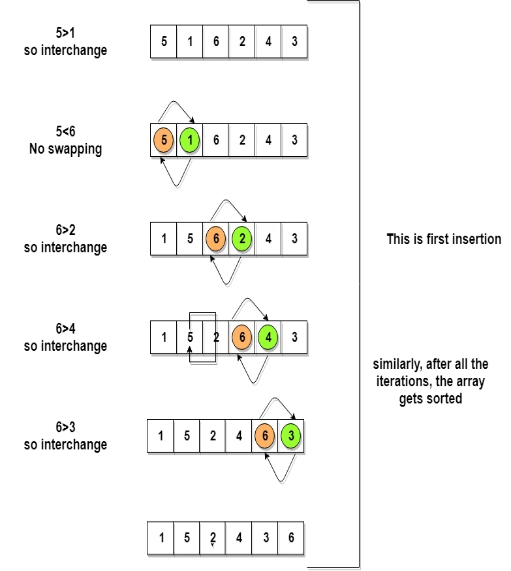 5>1
so interchange
5 1 6 2 4 3
5<6
No swapping
5 1 6 2 4 3
6>2
so interchange
1 5 6 2 4 3
This is first insertion
6>4
so interchange
1 5 2 6 4 3
similarly, after all the
iterations, the array
gets sorted
6>3
so interchange
1 5 2 4 6 3
1 5 2 4 3 6